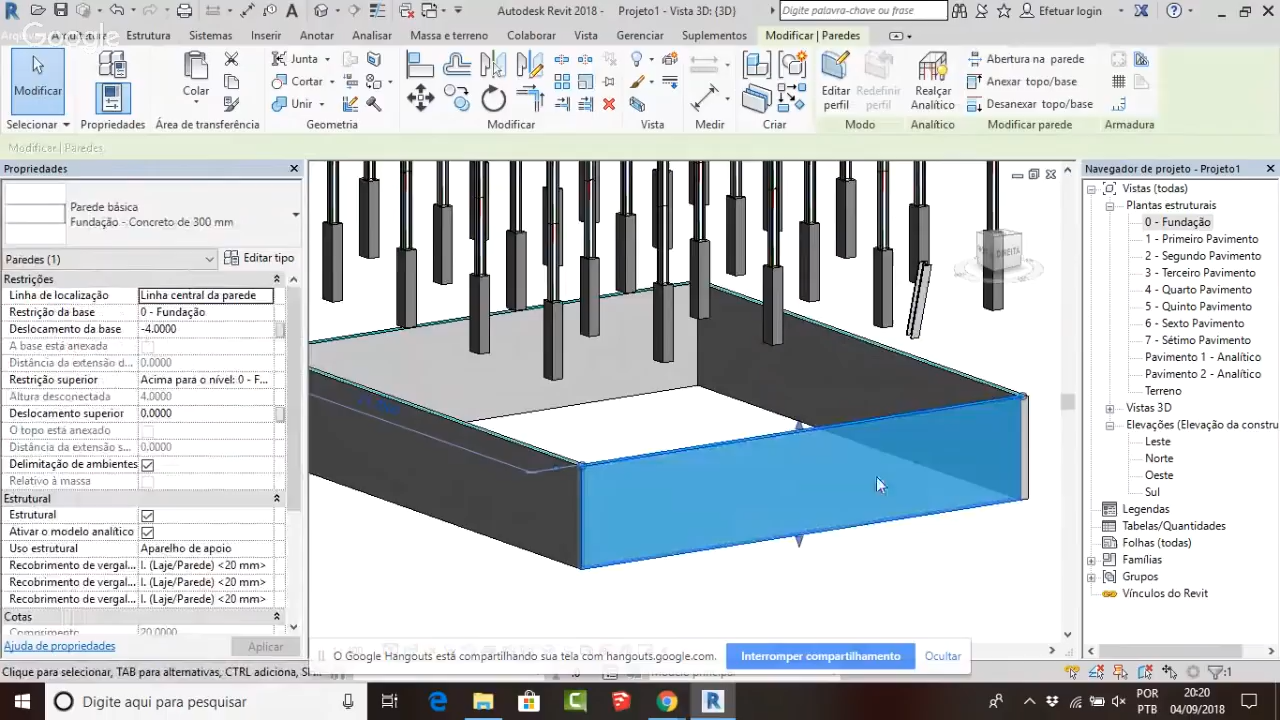 Autodesk Revit 2018 -
Projeto1 - Vista 3D: {3D}
Digite palavra-chave ou frase
Efetuar login
Google
Estrutura
Sistemas
Inserir
Anotar
Analisar
Massa e terreno
Colaborar
Vista
Gerenciar
Suplementos
Modificar | Paredes
Modificar
Colar
Junta
Cortar
Unir
Editar
perfil
Redefinir
perfil
Realçar
Analítico
Abertura na parede
Anexar topo/base
Desanexar topo/base
Selecionar
Propriedades
Área de transferência
Geometria
Modificar
Vista
Medir
Criar
Modo
Analítico
Modificar parede
Armadura
Modificar | Paredes
Propriedades
Parede básica
Fundação - Concreto de 300 mm
Paredes (1)
Editar tipo
Restrições
Linha de localização
Linha central da parede
Restrição da base
0 - Fundação
Deslocamento da base
-4.0000
A base está anexada
Distância da extensão d...
0.0000
Restrição superior
Acima para o nível: 0 - F...
Altura desconectada
4.0000
Deslocamento superior
0.0000
O topo está anexado
Distância da extensão s...
0.0000
Delimitação de ambientes
Relativo à massa
Estrutural
Estrutural
Ativar o modelo analítico
Uso estrutural
Aparelho de apoio
Recobrimento de vergal...
I. (Laje/Parede) <20 mm>
Recobrimento de vergal...
I. (Laje/Parede) <20 mm>
Recobrimento de vergal...
I. (Laje/Parede) <20 mm>
Cotas
Comprimento
20.0000
Ajuda de propriedades
Aplicar
DIREITA
Navegador de projeto - Projeto1
Vistas (todas)
Plantas estruturais
0 - Fundação
1 - Primeiro Pavimento
2 - Segundo Pavimento
3 - Terceiro Pavimento
4 - Quarto Pavimento
5 - Quinto Pavimento
6 - Sexto Pavimento
7 - Sétimo Pavimento
Pavimento 1 - Analítico
Pavimento 2 - Analítico
Terreno
Vistas 3D
Elevações (Elevação da constru
Leste
Norte
Oeste
Sul
Legendas
Tabelas/Quantidades
Folhas (todas)
Famílias
Grupos
Vínculos do Revit
O Google Hangouts está compartilhando sua tela com hangouts.google.com.
Interromper compartilhamento
Ocultar
Clique para selecionar, TAB para alternativas, CTRL adiciona, S
:1
Digite aqui para pesquisar
POR
PTB
20:20
04/09/2018